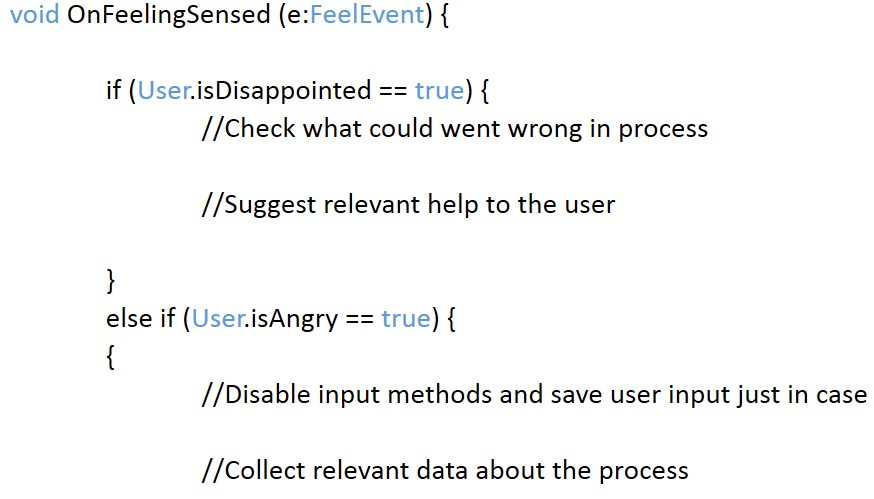 void OnFeelingSensed (e:FeelEvent) {
if (User.isDisappointed == true) {
//Check what could went wrong in process
//Suggest relevant help to the user
}
else if (User.isAngry == true) {
{
//Disable input methods and save user input just in case
//Collect relevant data about the process